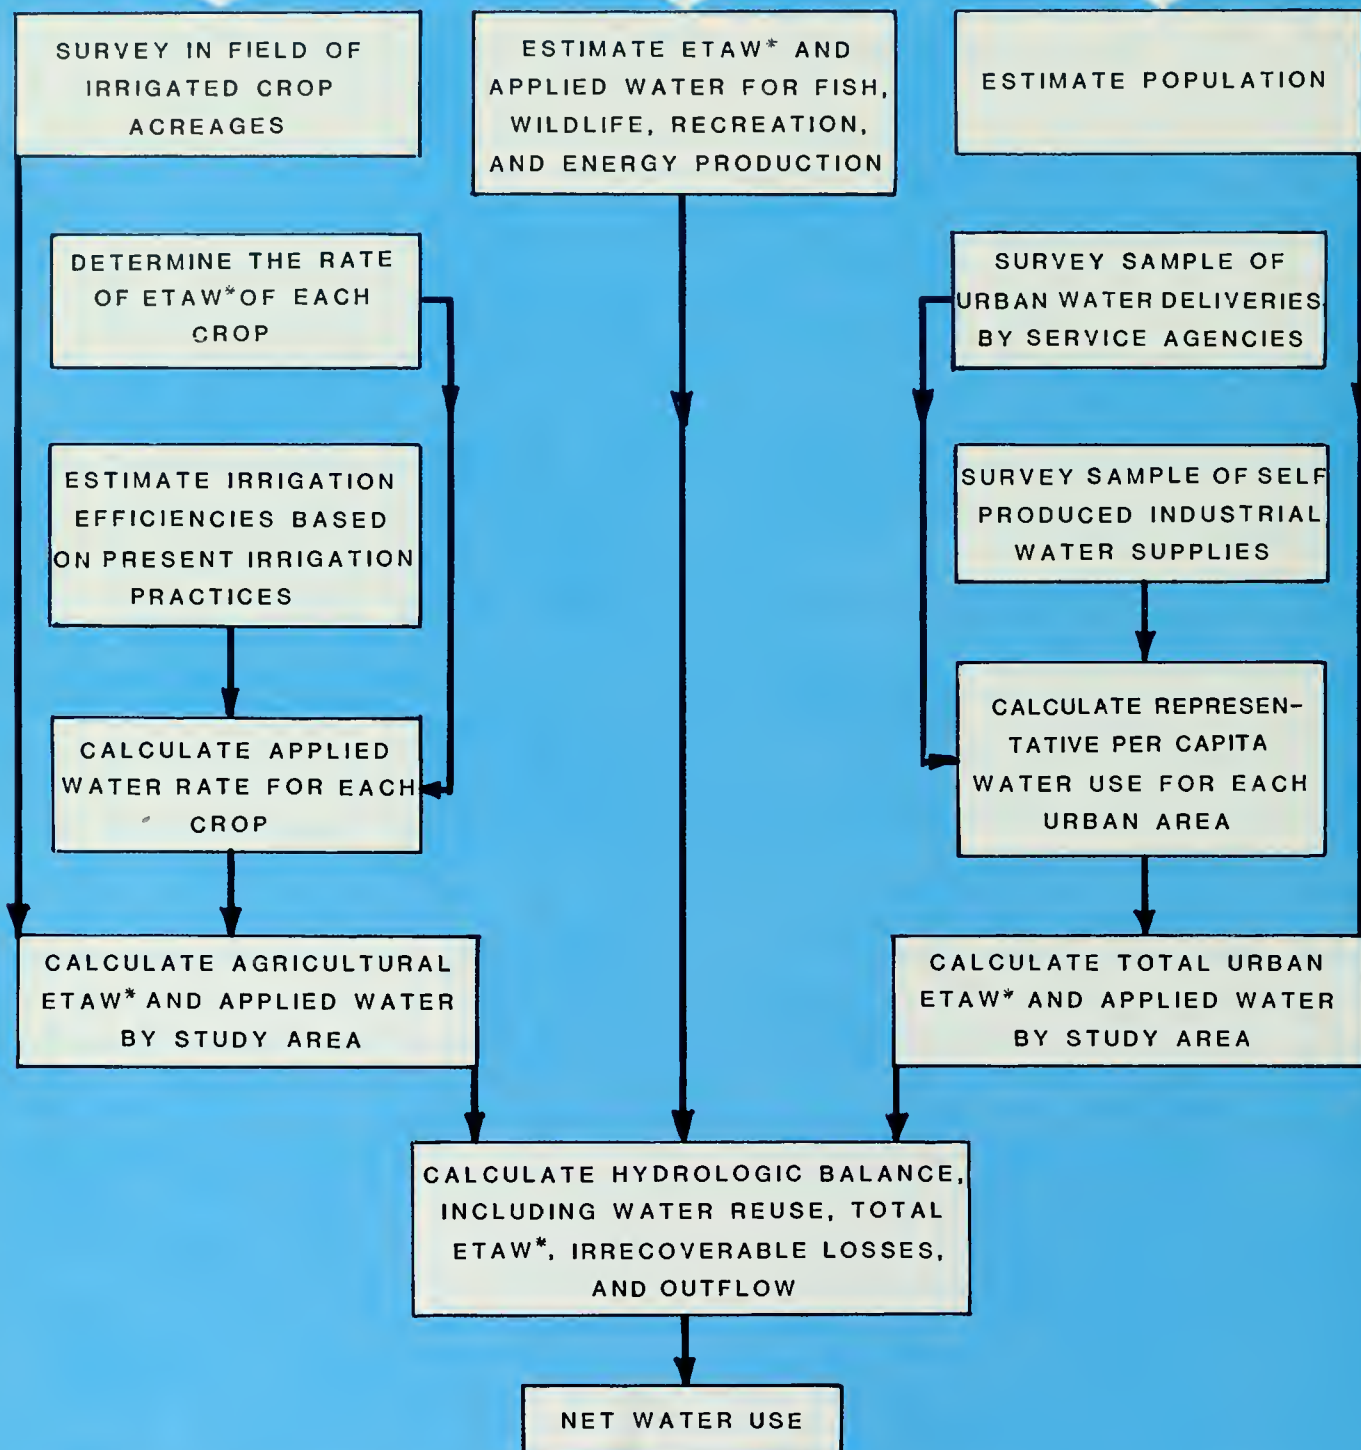 SURVEY IN FIELD OF
IRRIGATED CROP
ACREAGES
ESTIMATE ETAW* AND
APPLIED WATER FOR FISH,
WILDLIFE, RECREATION,
AND ENERGY PRODUCTION
ESTIMATE POPULATION
DETERMINE THE RATE
OF ETAW* OF EACH
CROP
SURVEY SAMPLE OF
URBAN WATER DELIVERIES
BY SERVICE AGENCIES
ESTIMATE IRRIGATION
EFFICIENCIES BASED
ON PRESENT IRRIGATION
PRACTICES
SURVEY SAMPLE OF SELF
PRODUCED INDUSTRIAL
WATER SUPPLIES
CALCULATE APPLIED
WATER RATE FOR EACH
CROP
CALCULATE REPRESEN-
TATIVE PER CAPITA
WATER USE FOR EACH
URBAN AREA
CALCULATE AGRICULTURAL
ETAW* AND APPLIED WATER
BY STUDY AREA
CALCULATE TOTAL URBAN
ETAW* AND APPLIED WATER
BY STUDY AREA
CALCULATE HYDROLOGIC BALANCE,
INCLUDING WATER REUSE, TOTAL
ETAW*, IRRECOVERABLE LOSSES,
AND OUTFLOW
NET WATER USE